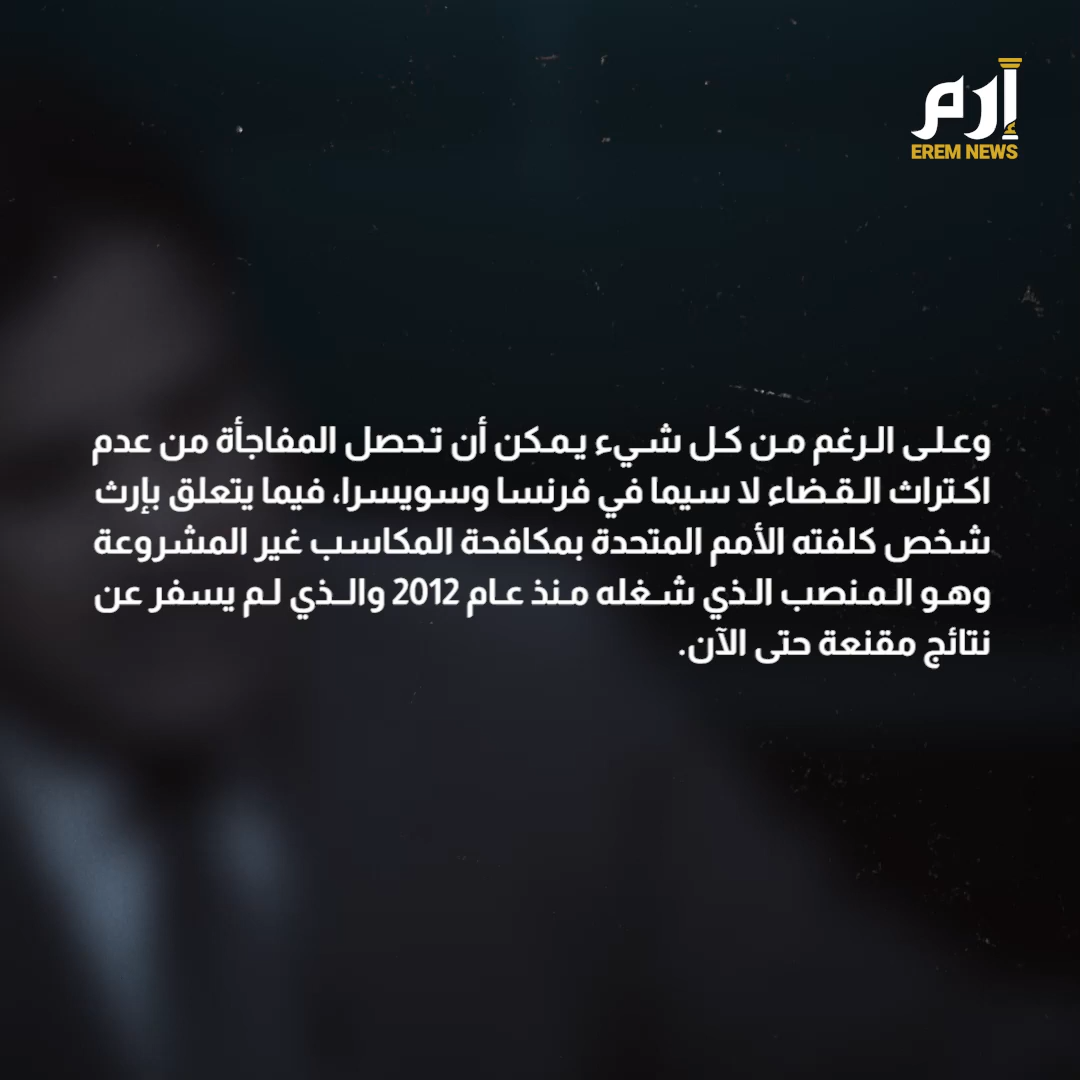 إرم
EREM NEWS
وعلى الرغم من كل شيء يمكن أن تحصل المفاجأة من عدم
اكتراث القضاء لا سيما في فرنسا وسويسرا، فيما يتعلق بإرث
شخص كلفته الأمم المتحدة بمكافحة المكاسب غير المشروعة
وهو المنصب الذي شغله منذ عام 2012 والذي لم يسفر عن
نتائج مقنعة حتى الآن.